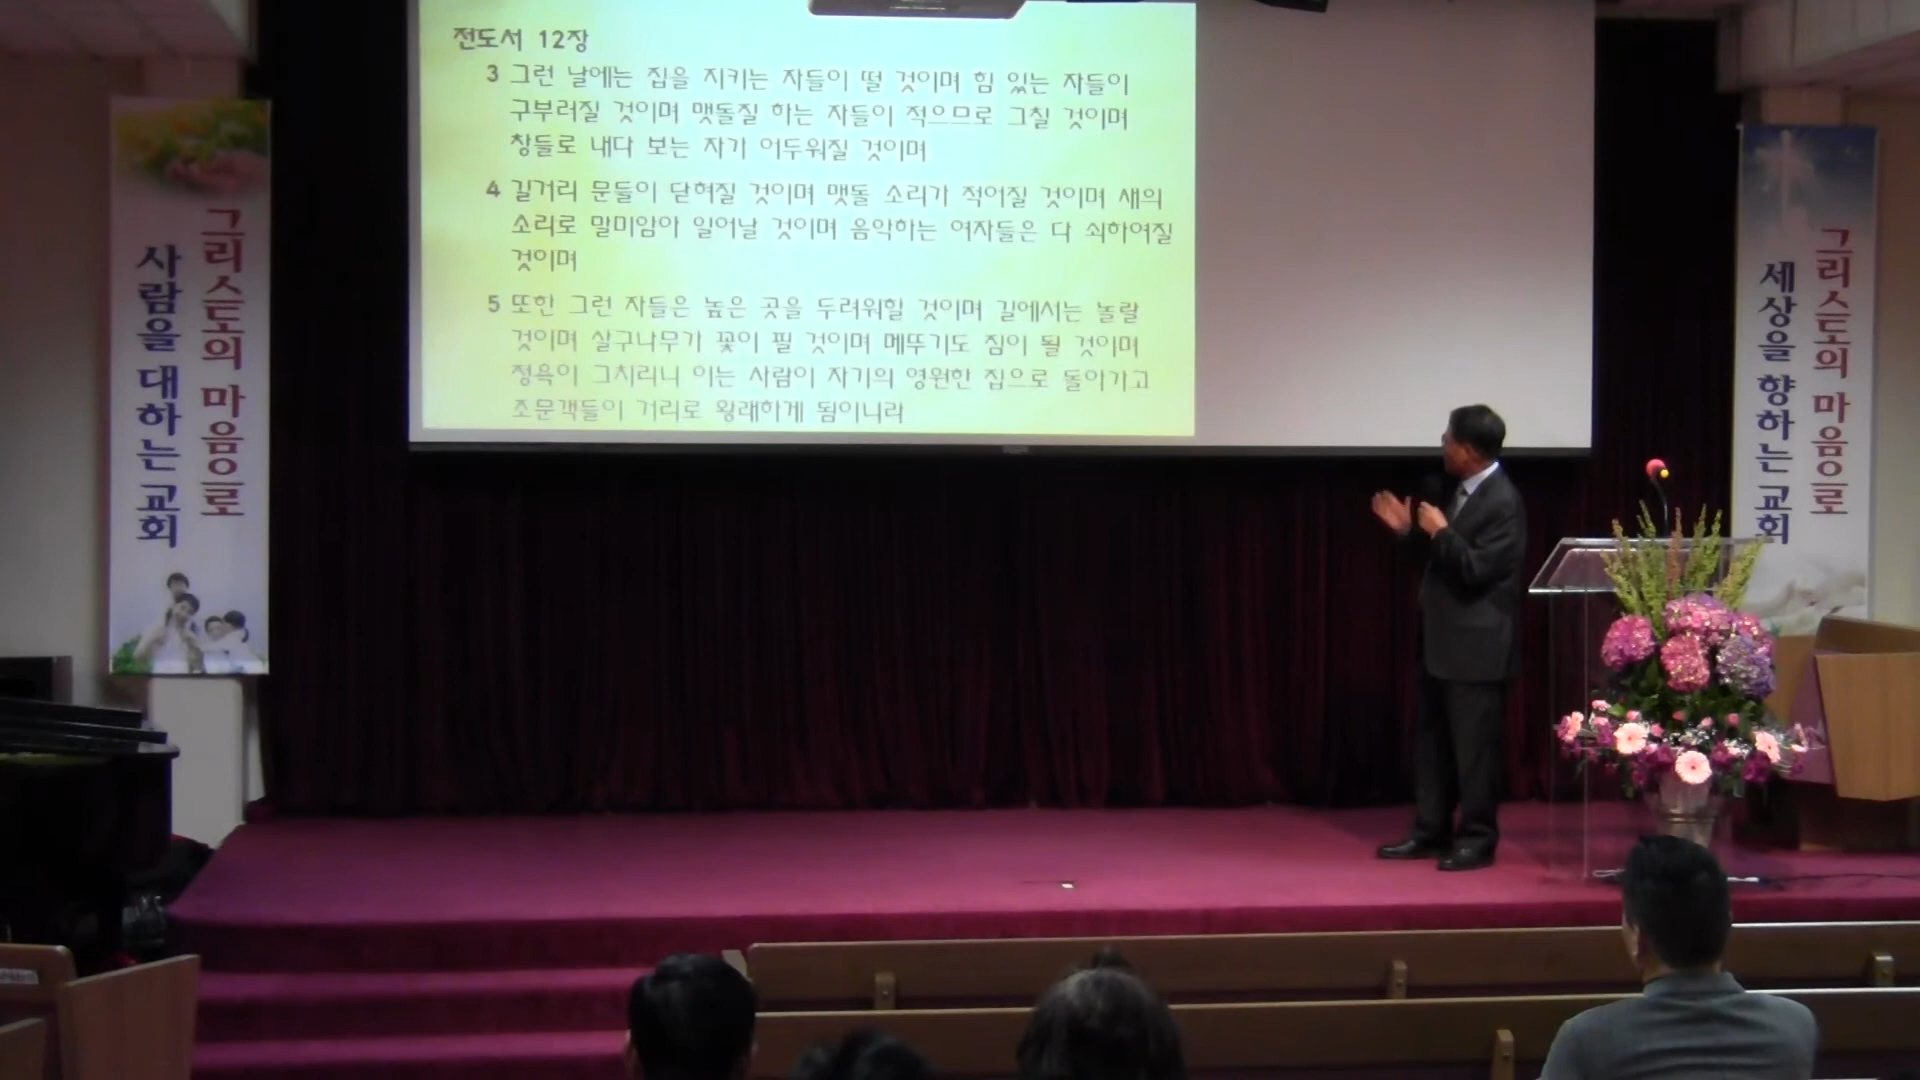 전도서 12장
3 그런 날에는 집을 지키는 자들이 떨 것이며 힘 있는 자들이
구부러질 것이며 맷돌질 하는 자들이 적으므로 그칠 것이며
창들로 내다 보는 자가 어두워질 것이며
4 길거리 문들이 닫혀질 것이며 맷돌 소리가 적어질 것이며 새의
소리로 말미암아 일어날 것이며 음악하는 여자들은 다 쇠하여질
것이며
5 또한 그런 자들은 높은 곳을 두려워할 것이며 길에서는 놀랄
것이며 살구나무가 꽃이 필 것이며 메뚜기도 짐이 될 것이며
정욕이 그치리니 이는 사람이 자기의 영원한 집으로 돌아가고
조문객들이 거리로 왕래하게 됨이니라
그리스도의 마음으로
사람을 대하는 교회
그리스도의 마음으로
세상을 향하는 교회